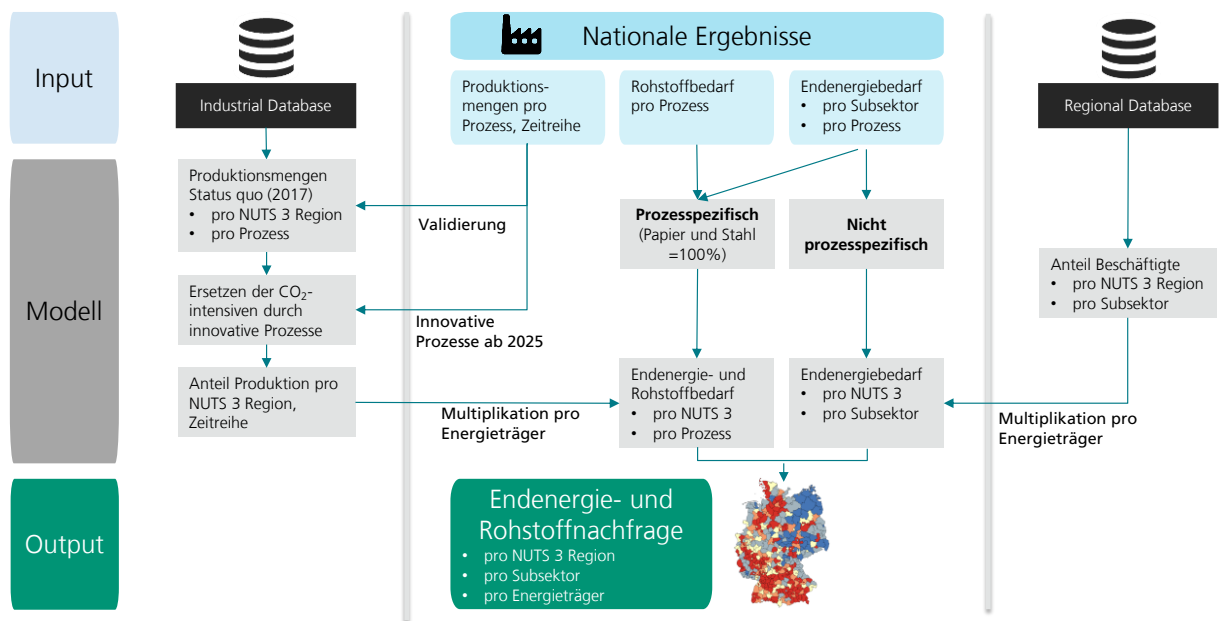 Input
Industrial Database
Nationale Ergebnisse
Produktions-
mengen pro
Prozess, Zeitreihe
Rohstoffbedarf
pro Prozess
Endenergiebedarf
• pro Subsektor
• pro Prozess
Regional Database
Modell
Produktionsmengen
Status quo (2017)
• pro NUTS 3 Region
• pro Prozess
Validierung
Prozesspezifisch
(Papier und Stahl
=100%)
Nicht
prozesspezifisch
Anteil Beschäftigte
• pro NUTS 3 Region
• pro Subsektor
Ersetzen der CO₂-
intensiven durch
innovative Prozesse
Innovative
Prozesse ab 2025
Anteil Produktion pro
NUTS 3 Region,
Zeitreihe
Multiplikation pro
Energieträger
Endenergie- und
Rohstoffbedarf
• pro NUTS 3
• pro Prozess
Endenergiebedarf
• pro NUTS 3
• pro Subsektor
Multiplikation pro
Energieträger
Output
Endenergie- und
Rohstoffnachfrage
• pro NUTS 3 Region
• pro Subsektor
• pro Energieträger